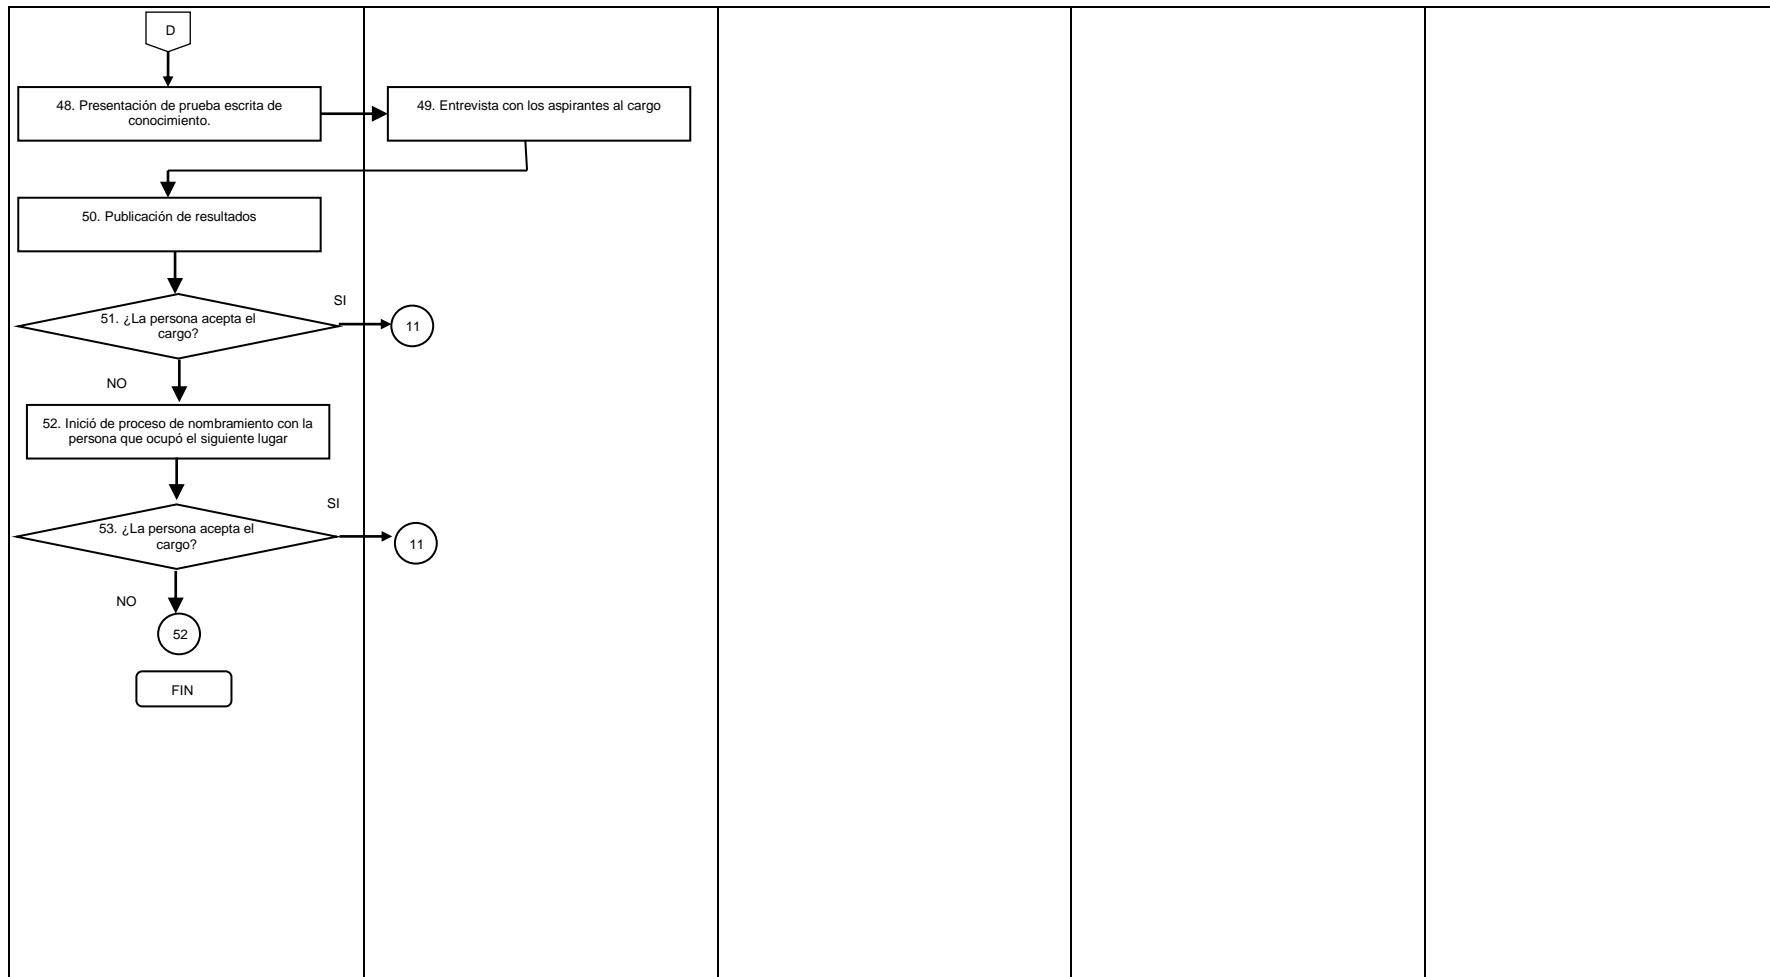 D
48. Presentación de prueba escrita de
conocimiento.
49. Entrevista con los aspirantes al cargo
50. Publicación de resultados
SI
51. ¿La persona acepta el
cargo?
11
NO
52. Inició de proceso de nombramiento con la
persona que ocupó el siguiente lugar
SI
53. ¿La persona acepta el
cargo?
11
NO
52
FIN